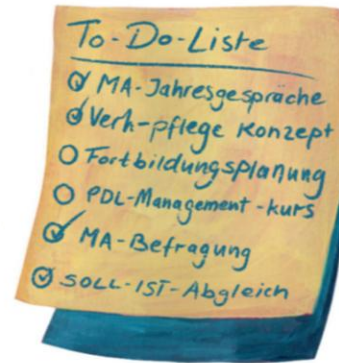 To-Do-Liste
MA-Jahresgespräche
Verh-pflege Konzept
Fortbildungsplanung
PDL-Management-kurs
MA-Befragung
SOLL-IST-Abgleich